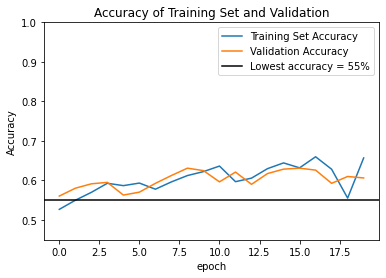 Accuracy of Training Set and Validation
Training Set Accuracy
Validation Accuracy
Lowest accuracy = 55%
Accuracy
1.0
0.9
0.8
0.7
0.6
0.5
0.0
2.5
5.0
7.5
10.0
12.5
15.0
17.5
epoch